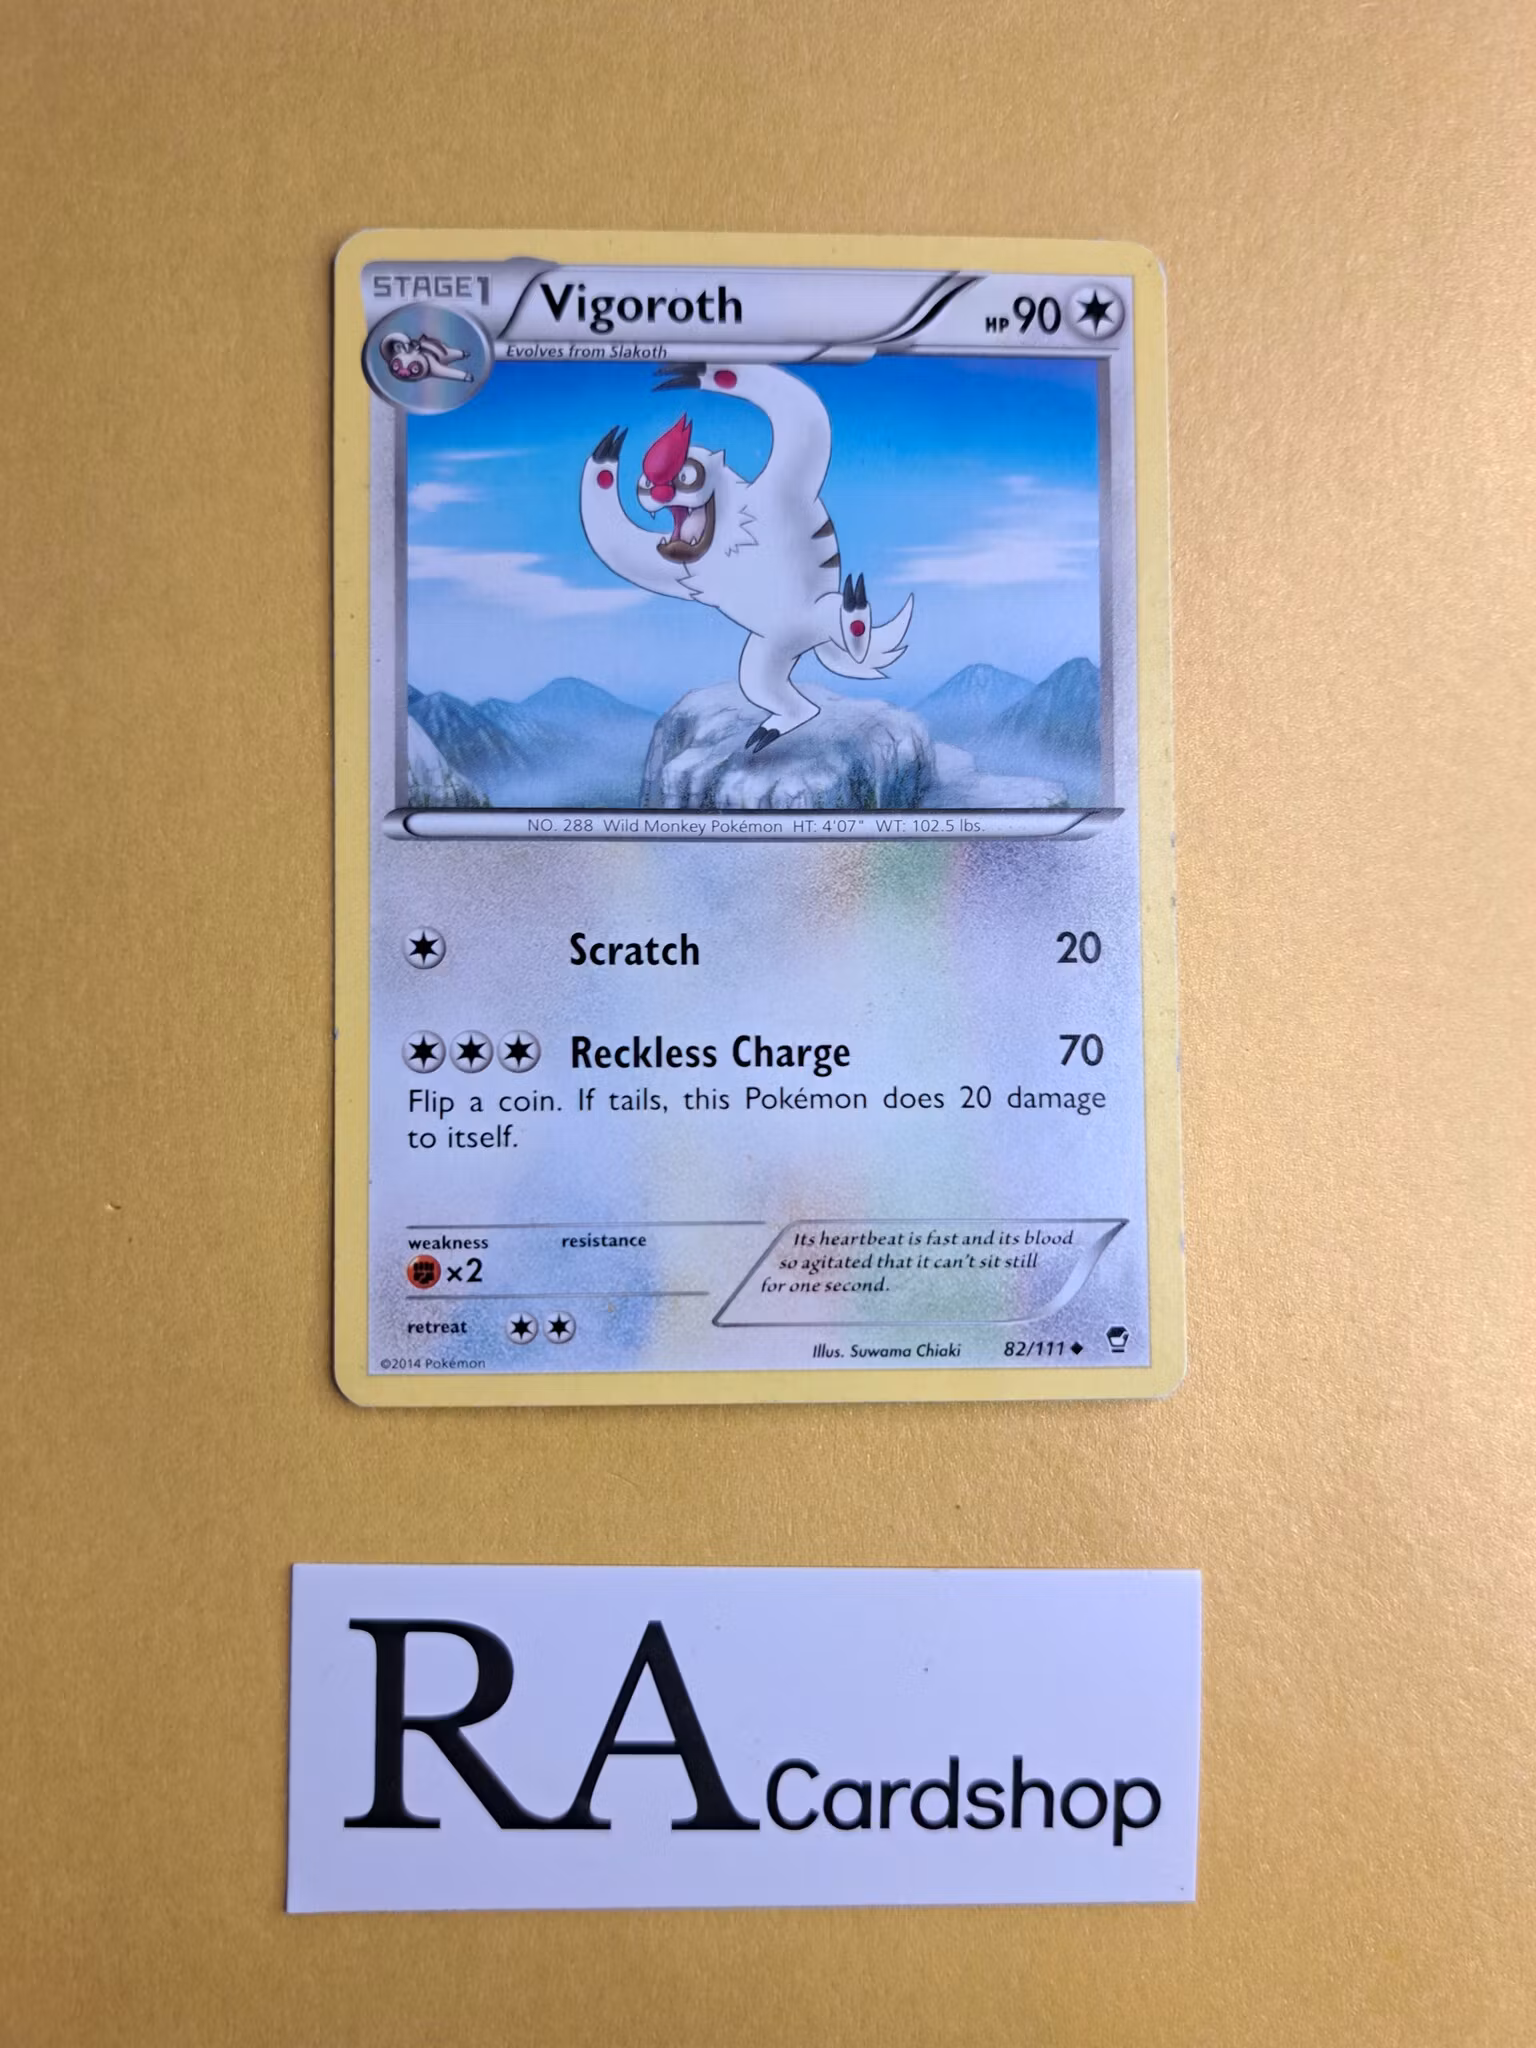 STAGE1
Vigoroth
HP90
Evolves from Slakoth
NO. 288 Wild Monkey Pokémon HT: 4'07" WT: 102.5 lbs.
Scratch 20
Reckless Charge 70
Flip a coin. If tails, this Pokémon does 20 damage
to itself.
weakness resistance
×2
retreat
Its heartbeat is fast and its blood
so agitated that it can't sit still
for one second.
Illus. Suwama Chiaki 82/111
©2014 Pokémon
RA Cardshop